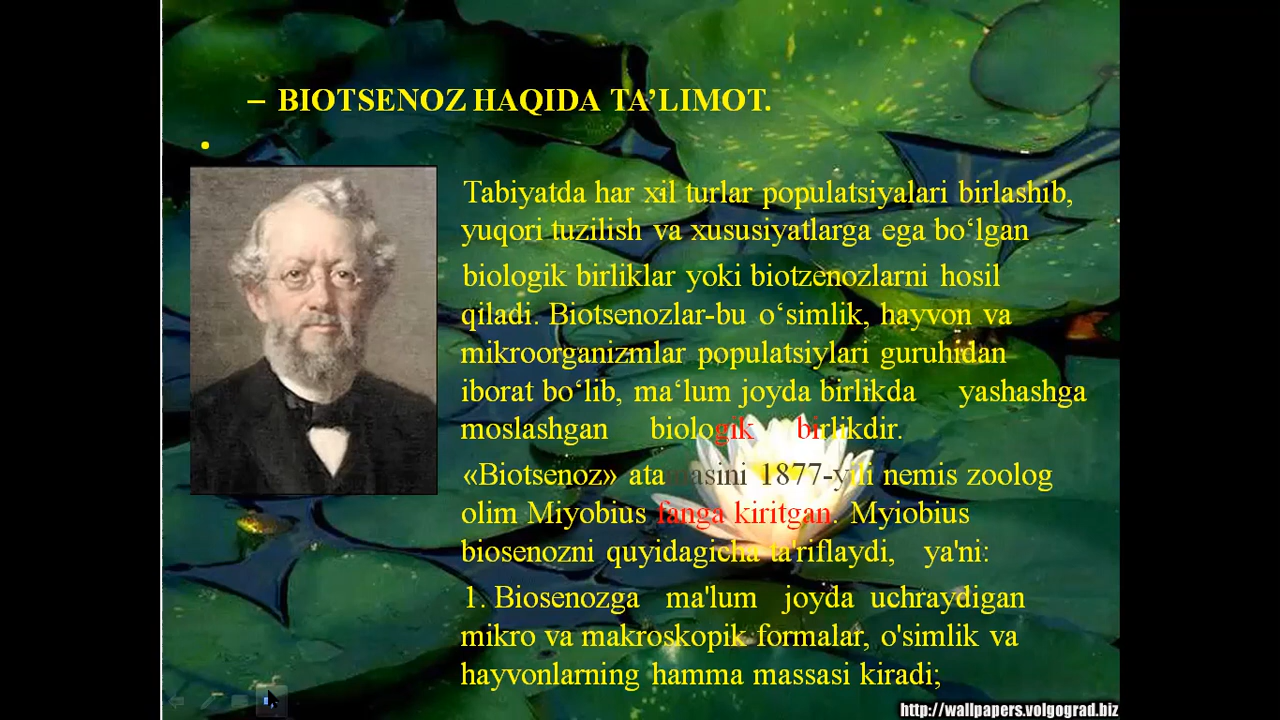 – BIOTSENOZ HAQIDA TA’LIMOT.
•
Tabiyatda har xil turlar populatsiyalari birlashib,
yuqori tuzilish va xususiyatlarga ega bo‘lgan
biologik birliklar yoki biotzenozlarni hosil
qiladi. Biotsenozlar-bu o‘simlik, hayvon va
mikroorganizmlar populatsiylari guruhidan
iborat bo‘lib, ma‘lum joyda birlikda yashashga
moslashgan biologik birlikdir.
«Biotsenoz» atamasini 1877-yili nemis zoolog
olim Miyobius fanga kiritgan. Myiobius
biosenozni quyidagicha ta'riflaydi, ya'ni:
1. Biosenozga ma'lum joyda uchraydigan
mikro va makroskopik formalar, o'simlik va
hayvonlarning hamma massasi kiradi;
http://wallpapers.volgograd.biz